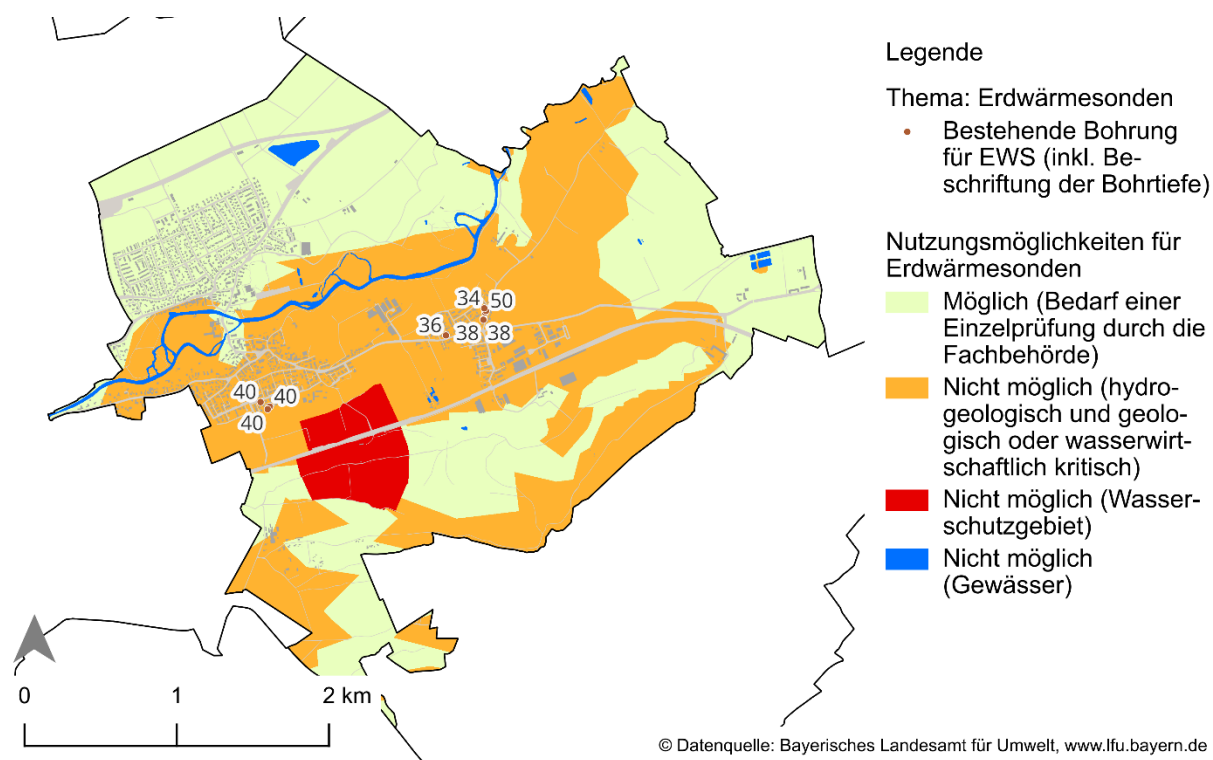 Legende
Thema: Erdwärmesonden
Bestehende Bohrung
für EWS (inkl. Be-
schriftung der Bohrtiefe)
Nutzungsmöglichkeiten für
Erdwärmesonden
Möglich (Bedarf einer
Einzelprüfung durch die
Fachbehörde)
Nicht möglich (hydro-
geologisch und geolo-
gisch oder wasserwirt-
schaftlich kritisch)
Nicht möglich (Wasser-
schutzgebiet)
Nicht möglich
(Gewässer)
34 50
36 38 38
40 40
40
0 1 2 km
© Datenquelle: Bayerisches Landesamt für Umwelt, www.lfu.bayern.de